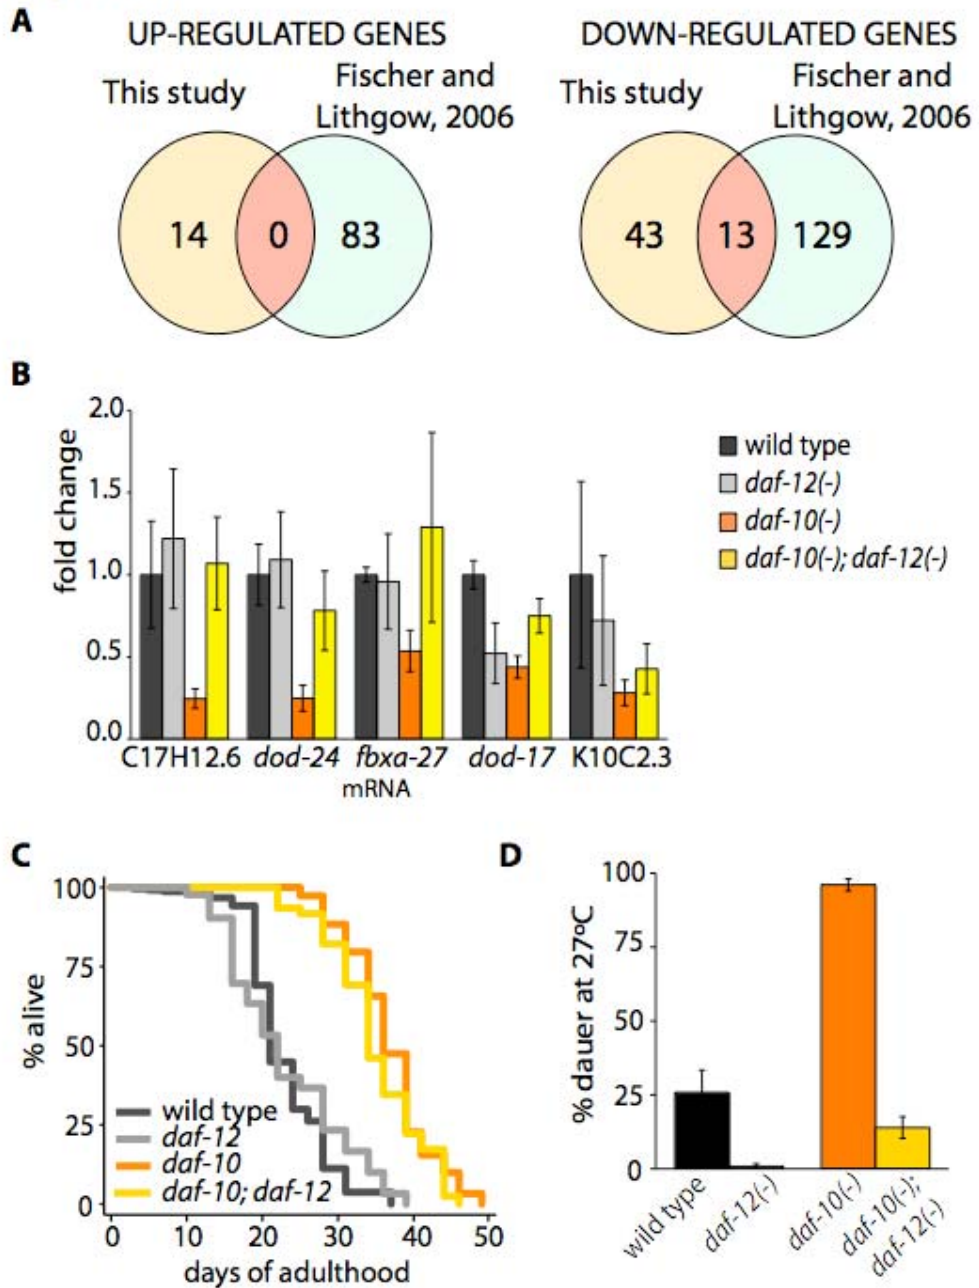 A
UP-REGULATED GENES
DOWN-REGULATED GENES
This study
Fischer and
Lithgow, 2006
This study
Fischer and
Lithgow, 2006
14 0 83
43 13 129
B
fold change
2.0
1.5
1.0
0.5
0.0
C17H12.6 dod-24 fbxa-27 dod-17 K10C2.3
mRNA
wild type
daf-12(-)
daf-10(-)
daf-10(-); daf-12(-)
C
% alive
100
75
50
25
0
wild type
daf-12
daf-10
daf-10; daf-12
0 10 20 30 40 50
days of adulthood
D
% dauer at 27ºC
100
75
50
25
0
wild type
daf-12(-)
daf-10(-)
daf-10(-);
daf-12(-)